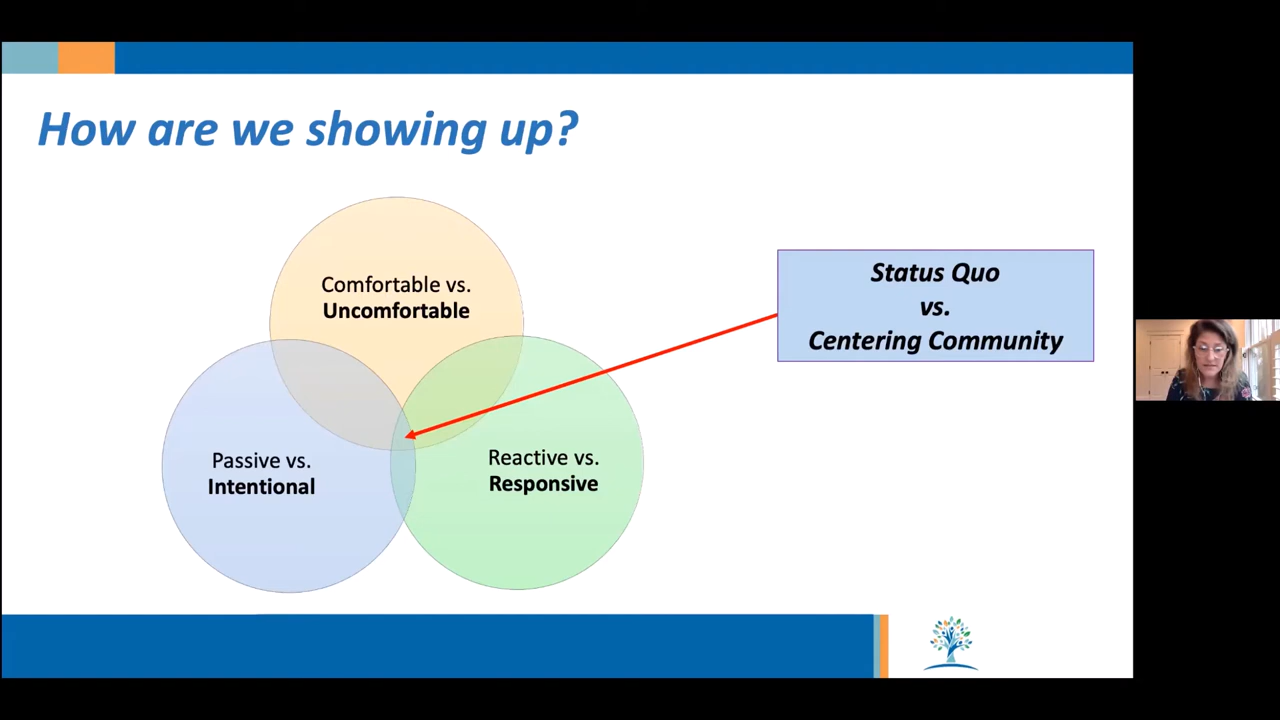 How are we showing up?
Comfortable vs.
Uncomfortable
Status Quo
vs.
Centering Community
Passive vs.
Intentional
Reactive vs.
Responsive